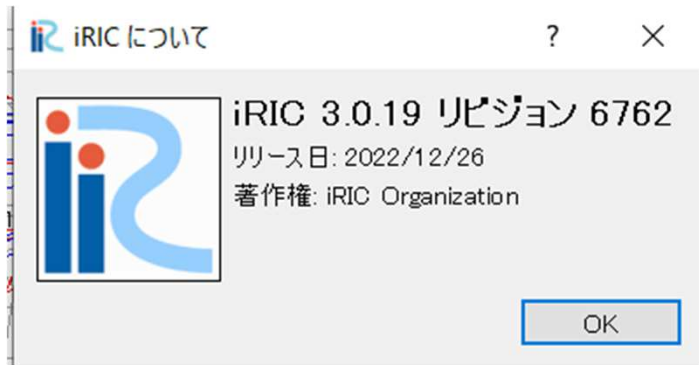 iRIC について
iRIC 3.0.19 リビジョン 6762
リリース日: 2022/12/26
著作権: iRIC Organization
OK